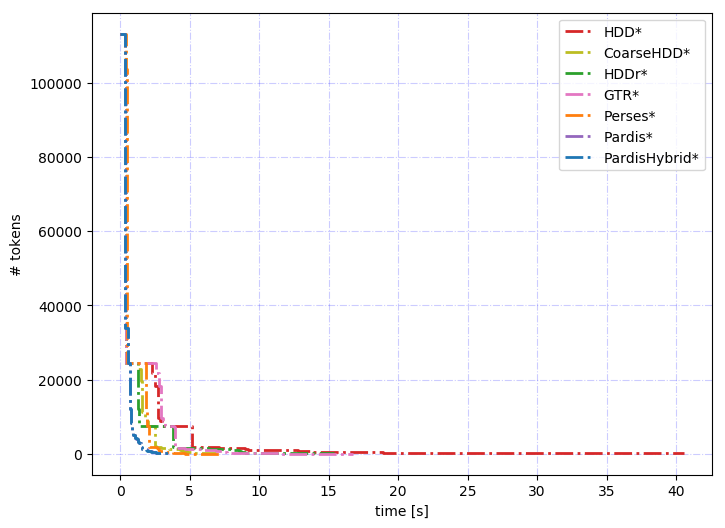 HDD*
CoarseHDD*
HDDr*
GTR*
Perses*
Pardis*
PardisHybrid*
# tokens
100000
80000
60000
40000
20000
0
0 5 10 15 20 25 30 35 40
time [s]